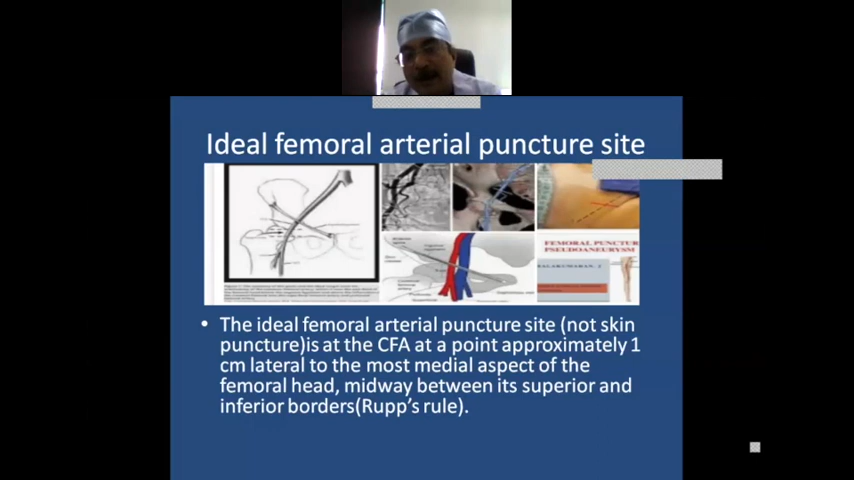 Ideal femoral arterial puncture site
FEMORAL PUNCTUR
PSEUDOANEURYSM
• The ideal femoral arterial puncture site (not skin
puncture)is at the CFA at a point approximately 1
cm lateral to the most medial aspect of the
femoral head, midway between its superior and
inferior borders(Rupp's rule).